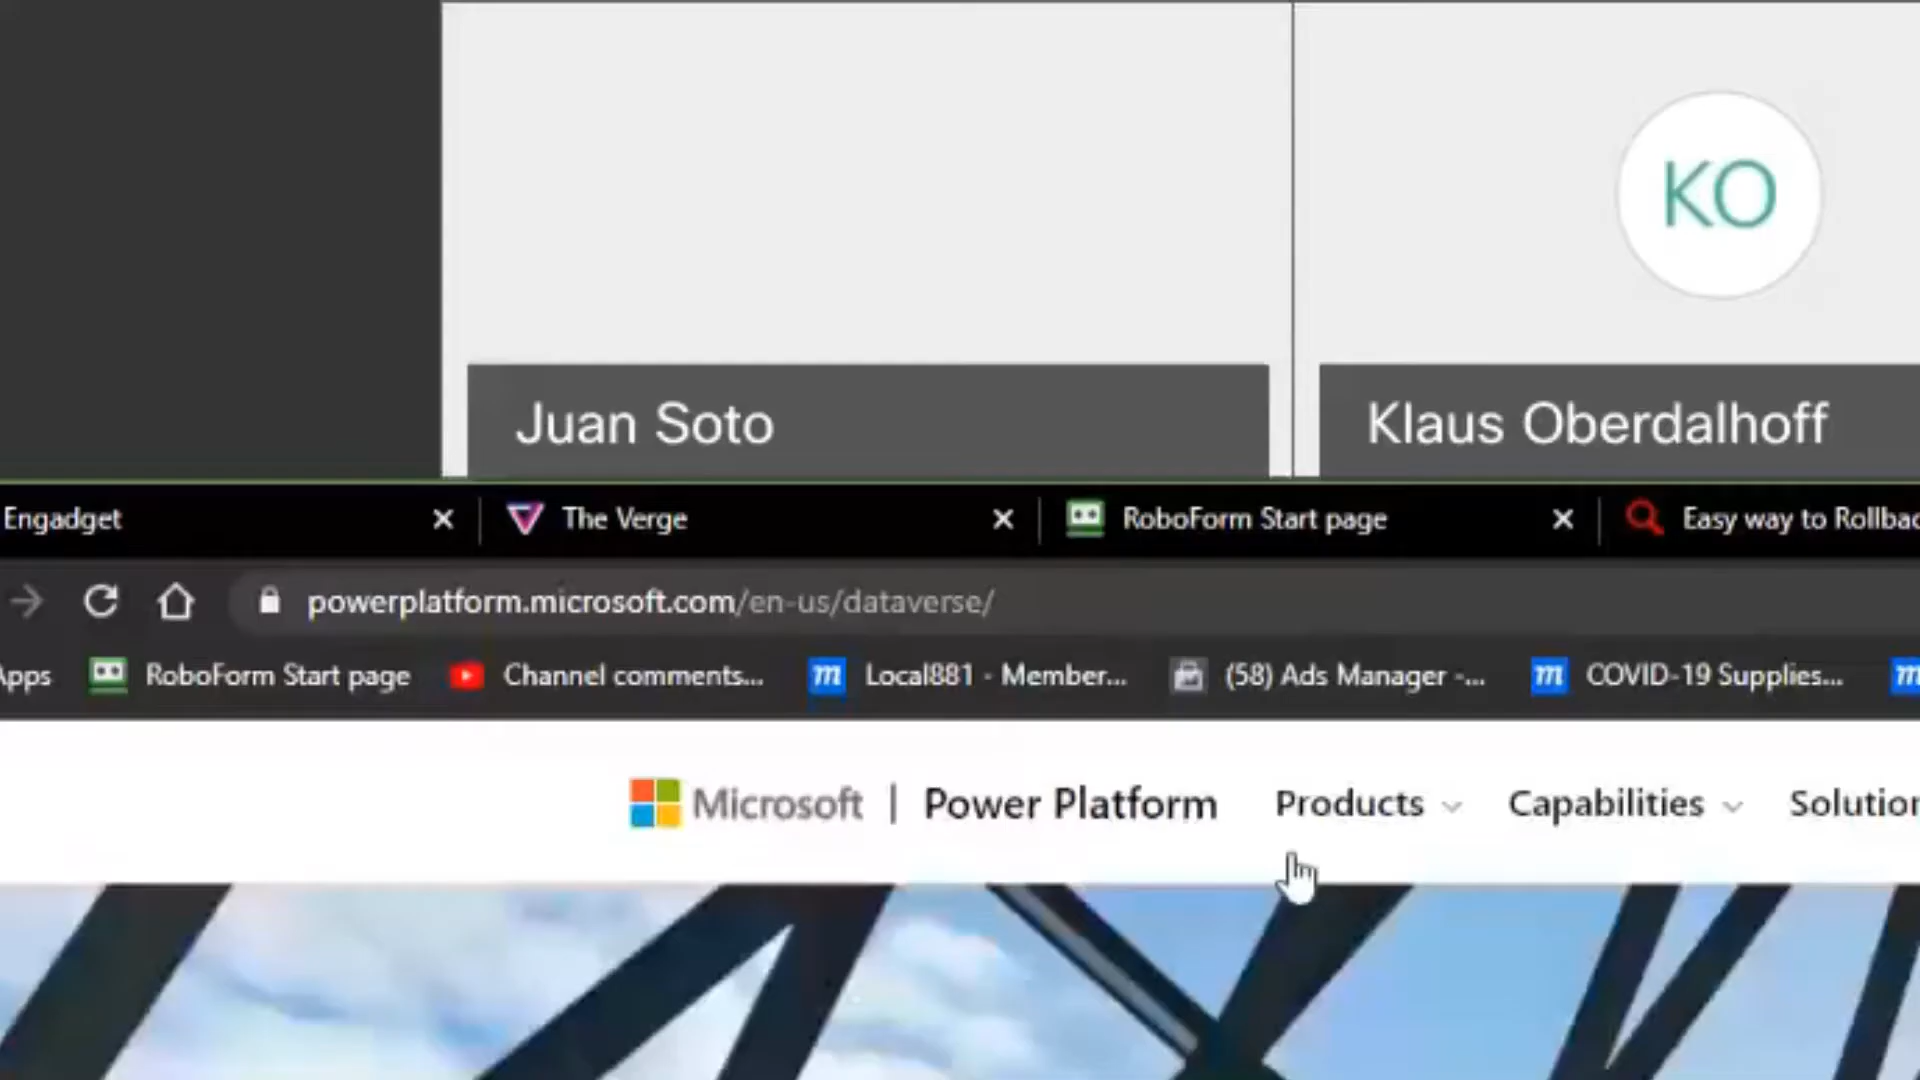 KO
Juan Soto
Klaus Oberdalhoff
Engadget
The Verge
RoboForm Start page
Easy way to Rollbac
powerplatform.microsoft.com/en-us/dataverse/
Apps
RoboForm Start page
Channel comments...
Local881 - Member...
(58) Ads Manager -...
COVID-19 Supplies...
Microsoft | Power Platform
Products
Capabilities
Solution